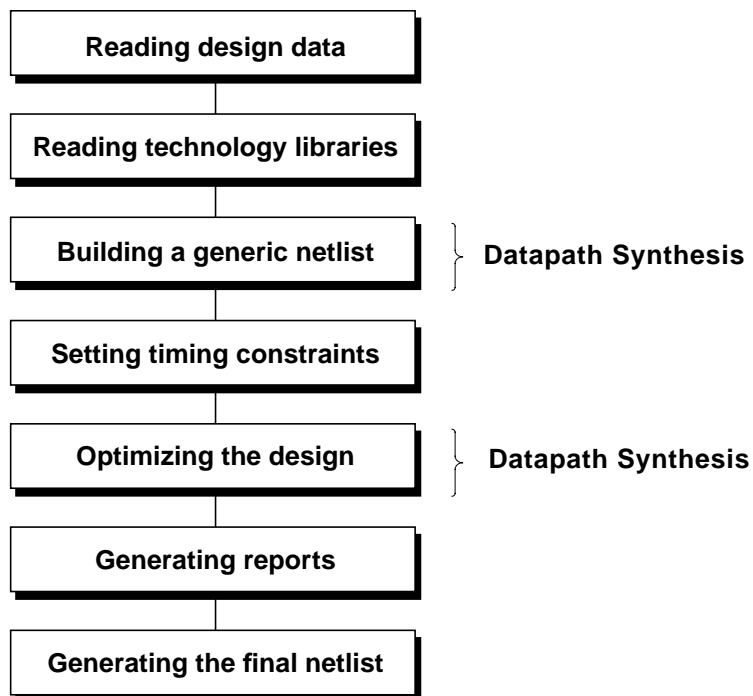 Reading design data
Reading technology libraries
Building a generic netlist
Datapath Synthesis
Setting timing constraints
Optimizing the design
Datapath Synthesis
Generating reports
Generating the final netlist